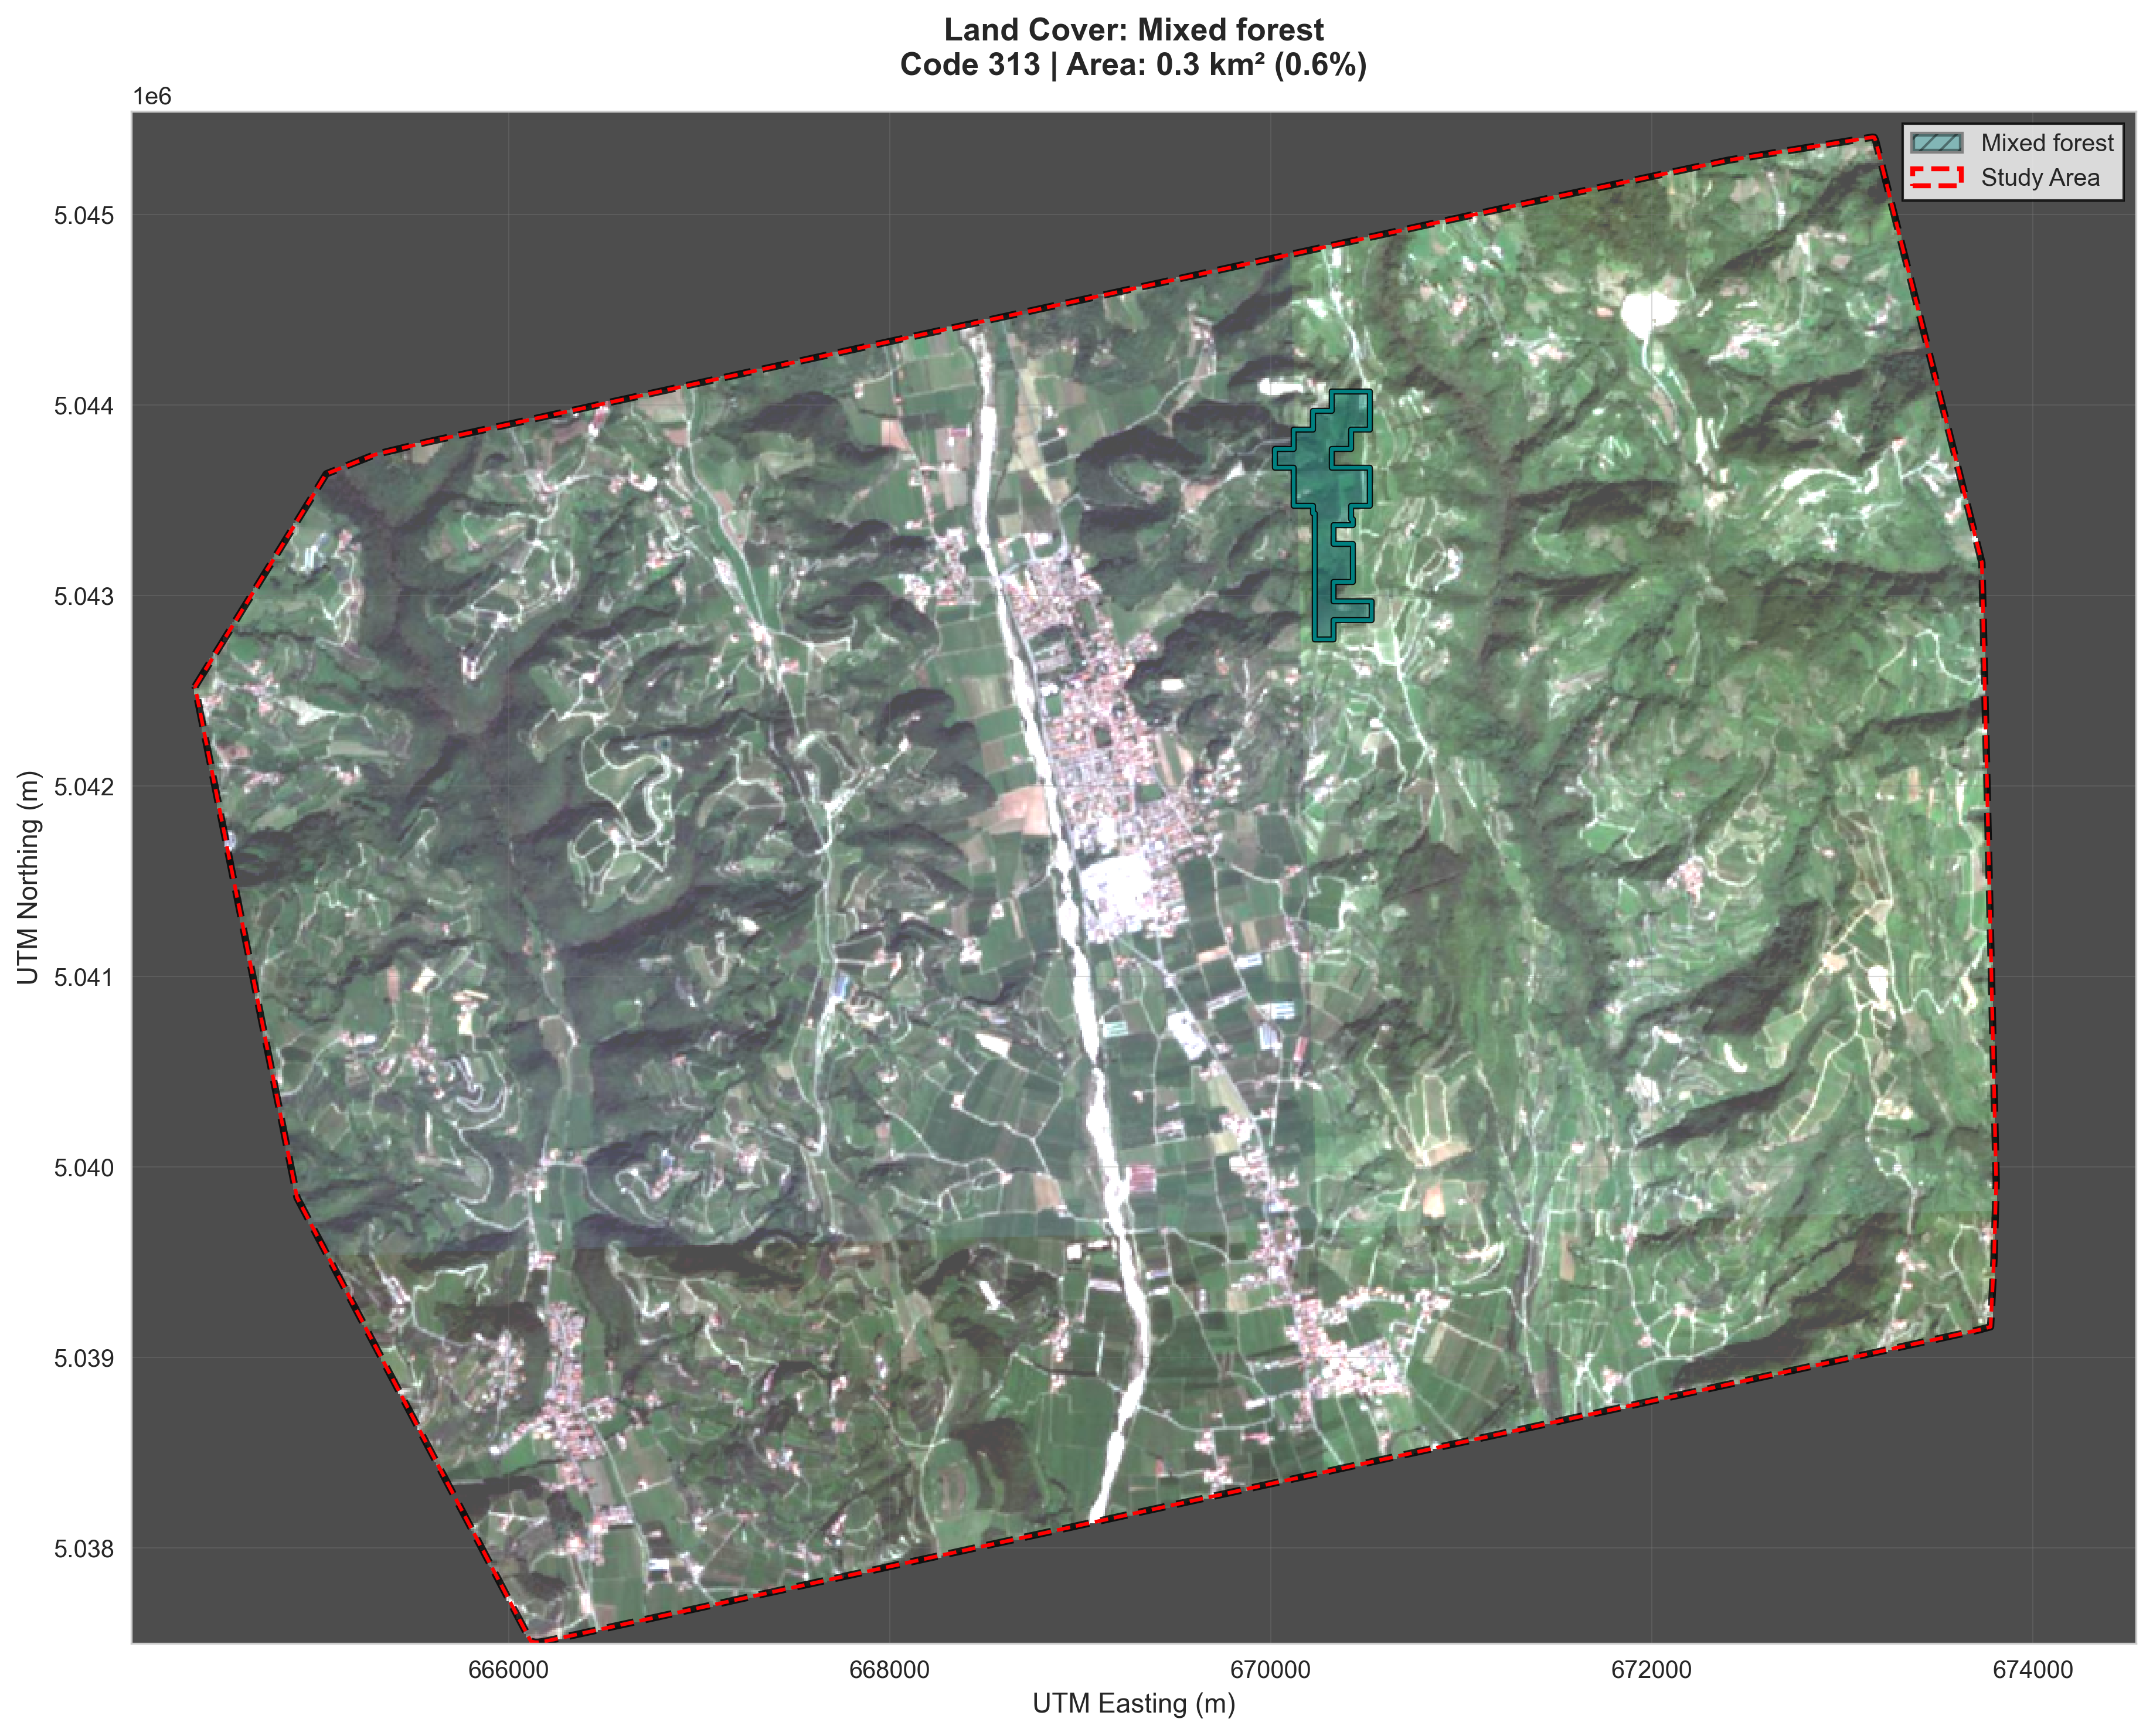 Land Cover: Mixed forest
Code 313 | Area: 0.3 km² (0.6%)
1e6
Mixed forest
Study Area
5.045
5.044
5.043
5.042
5.041
5.040
5.039
5.038
UTM Northing (m)
666000
668000
670000
672000
674000
UTM Easting (m)